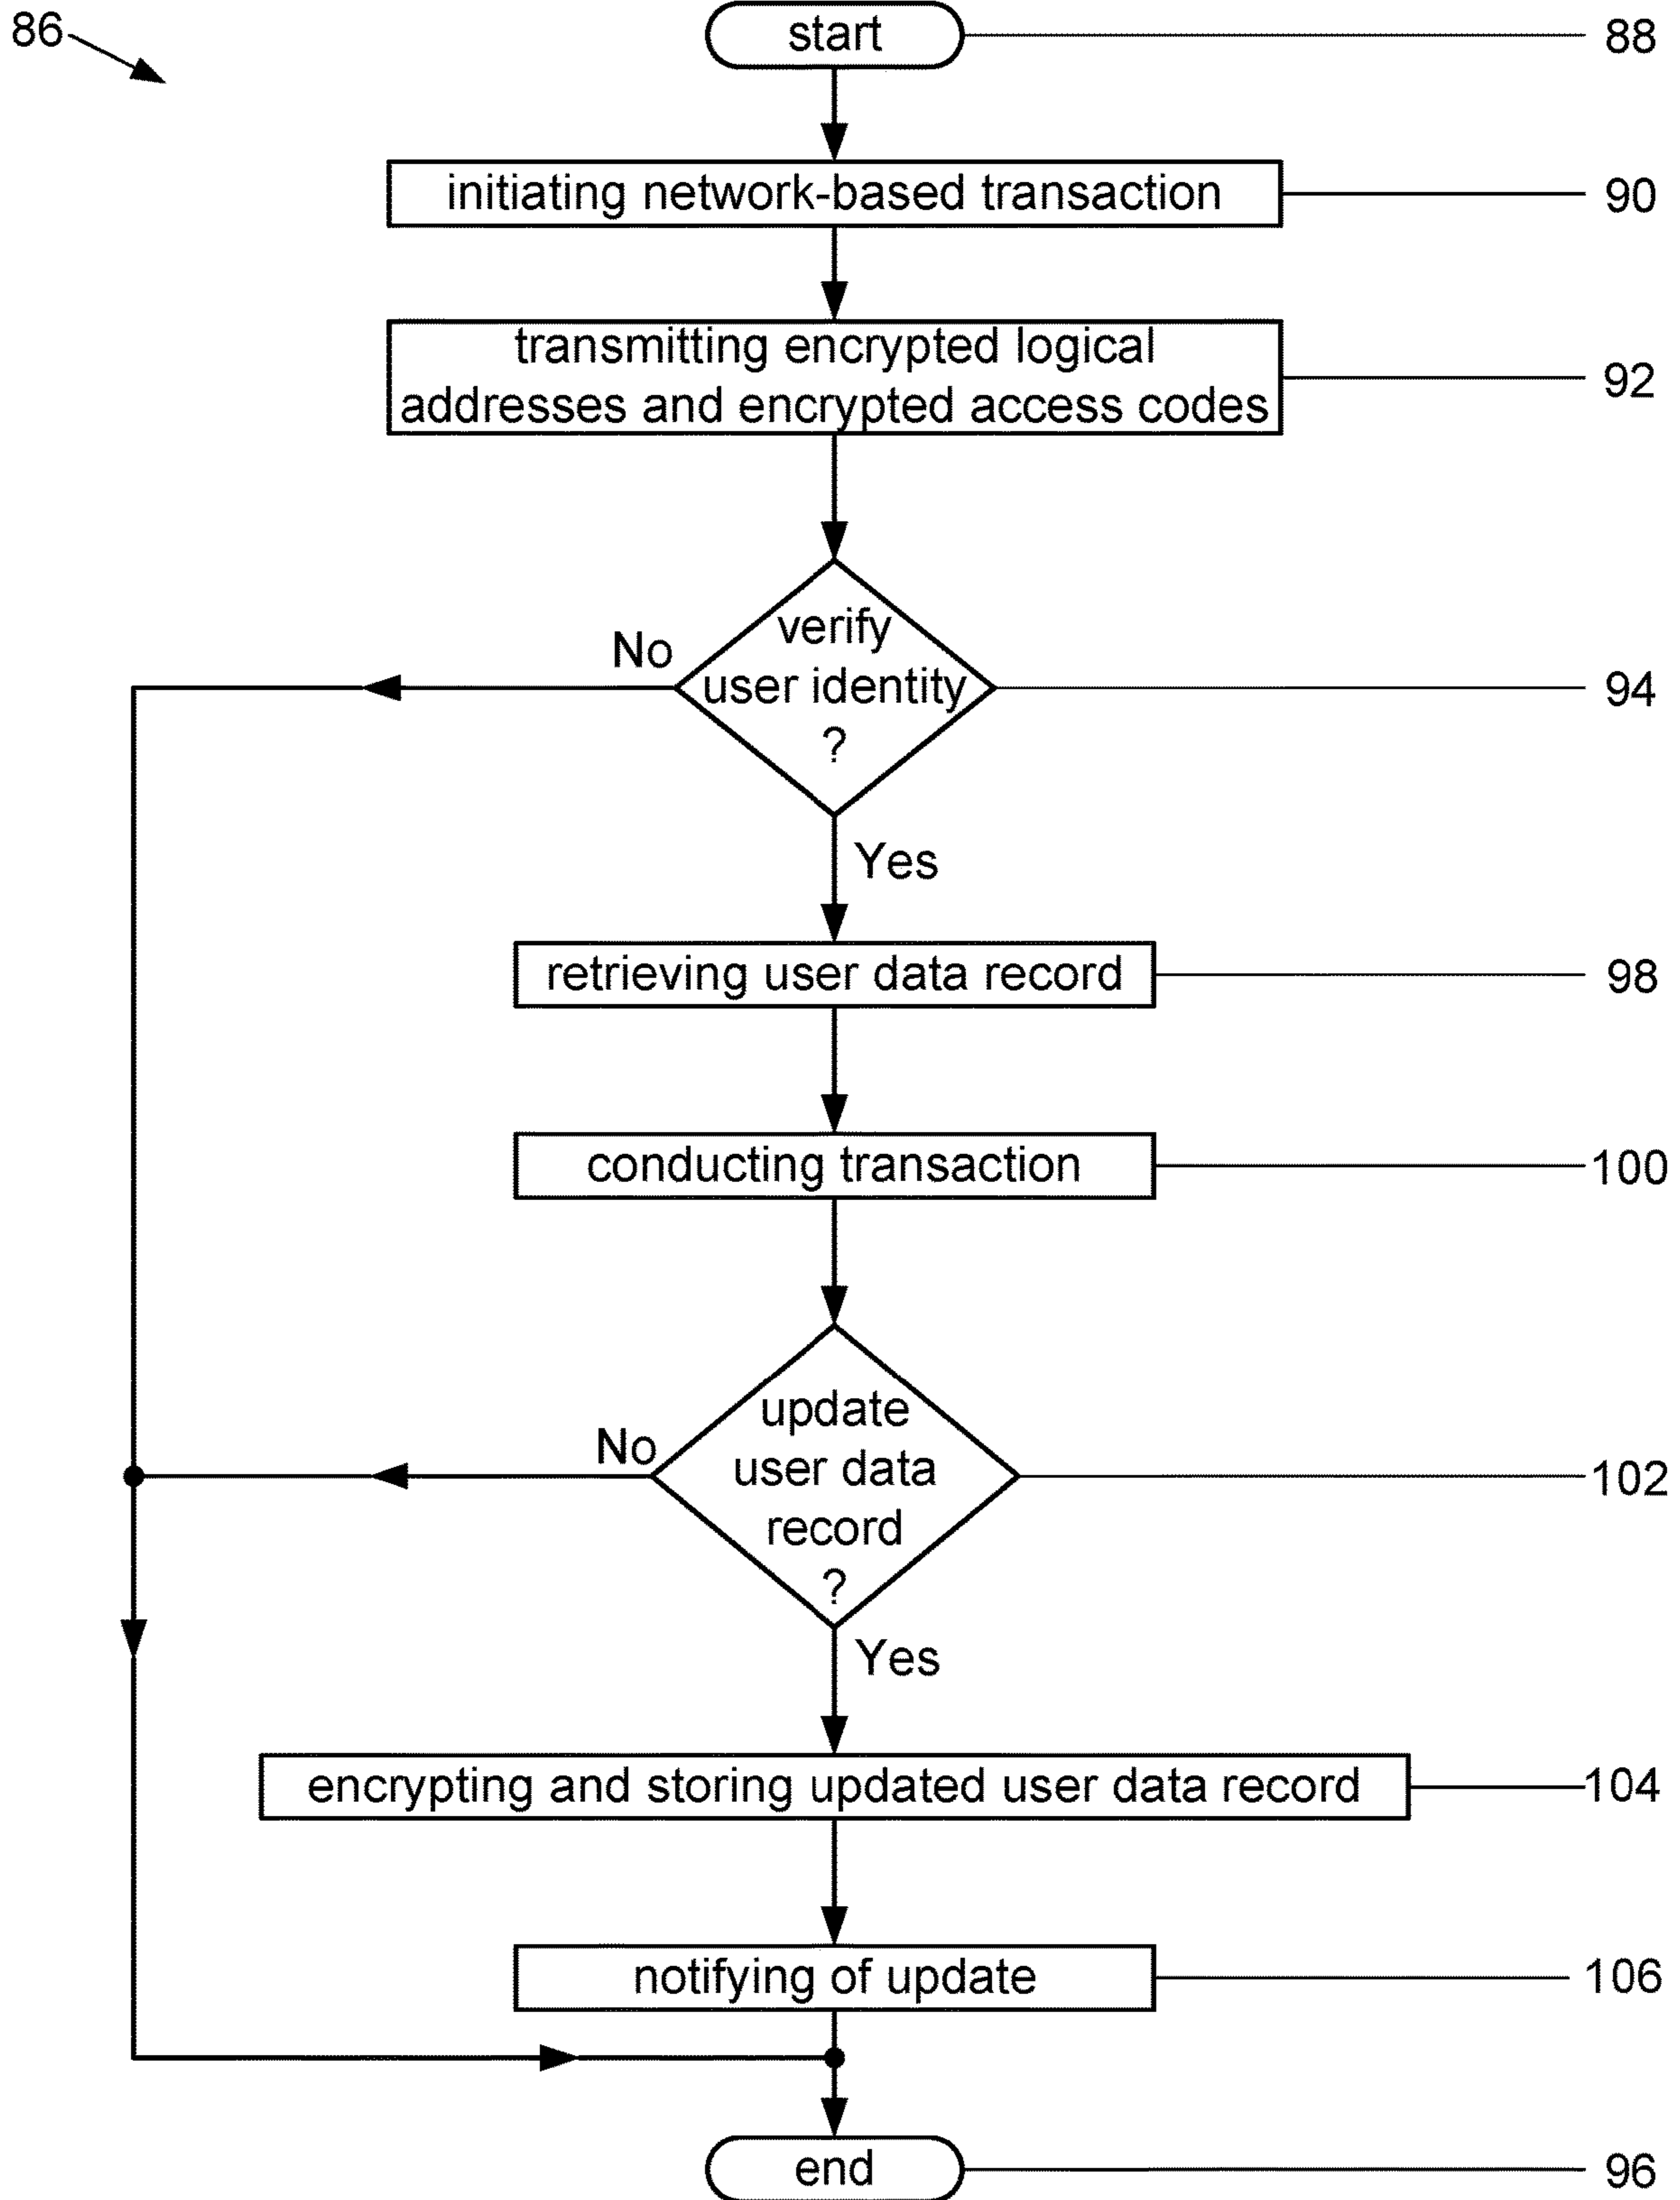 86
start
88
initiating network-based transaction
90
transmitting encrypted logical
addresses and encrypted access codes
92
verify
user identity
?
No
94
Yes
retrieving user data record
98
conducting transaction
100
update
user data
record
?
No
102
Yes
encrypting and storing updated user data record
104
notifying of update
106
end
96